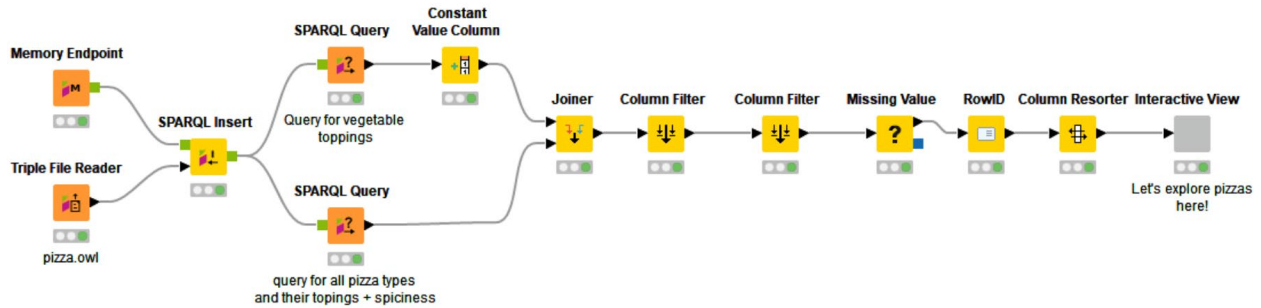 Memory Endpoint
Triple File Reader
pizza.owl
SPARQL Insert
SPARQL Query
Query for vegetable
toppings
SPARQL Query
query for all pizza types
and their topings + spiciness
Constant
Value Column
Joiner
Column Filter
Column Filter
Missing Value
RowID
Column Resorter
Interactive View
Let's explore pizzas
here!